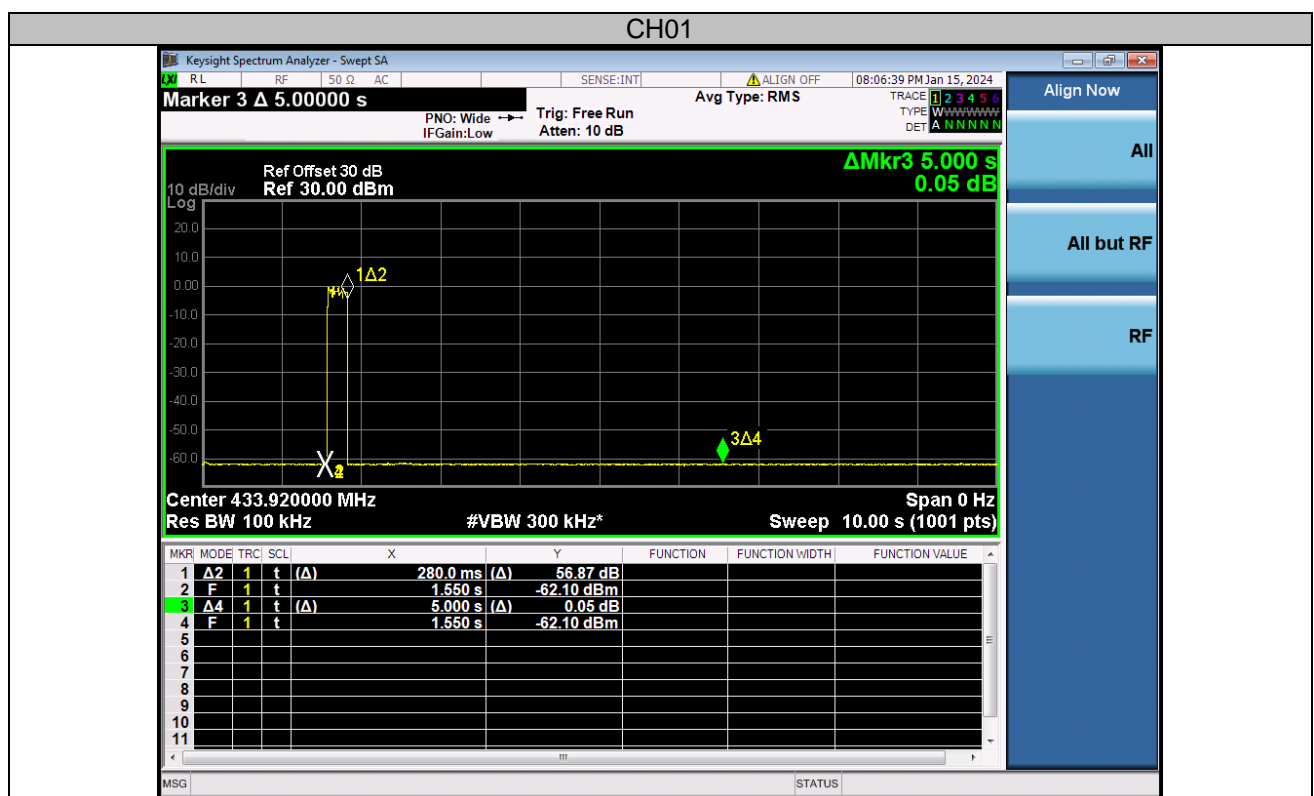 CH01
Keysight Spectrum Analyzer - Swept SA
LXI RL RF 50 Ω AC SENSE:INT ALIGN OFF 08:06:39 PM Jan 15, 2024
Marker 3 Δ 5.00000 s
PNO: Wide
IFGain:Low
Trig: Free Run
Atten: 10 dB
Avg Type: RMS
TRACE 1 2 3 4 5 6
TYPE WWWWWW
DET A N N N N N
Align Now
All
All but RF
RF
ΔMkr3 5.000 s
0.05 dB
Ref Offset 30 dB
10 dB/div Ref 30.00 dBm
Log
20.0
10.0
0.00
-10.0
-20.0
-30.0
-40.0
-50.0
-60.0
1Δ2
3Δ4
Center 433.920000 MHz Span 0 Hz
Res BW 100 kHz #VBW 300 kHz* Sweep 10.00 s (1001 pts)
MKR MODE TRC SCL X Y FUNCTION FUNCTION WIDTH FUNCTION VALUE
1 Δ2 1 t (Δ) 280.0 ms (Δ) 56.87 dB
2 F 1 t 1.550 s -62.10 dBm
3 Δ4 1 t (Δ) 5.000 s (Δ) 0.05 dB
4 F 1 t 1.550 s -62.10 dBm
5
6
7
8
9
10
11
MSG STATUS